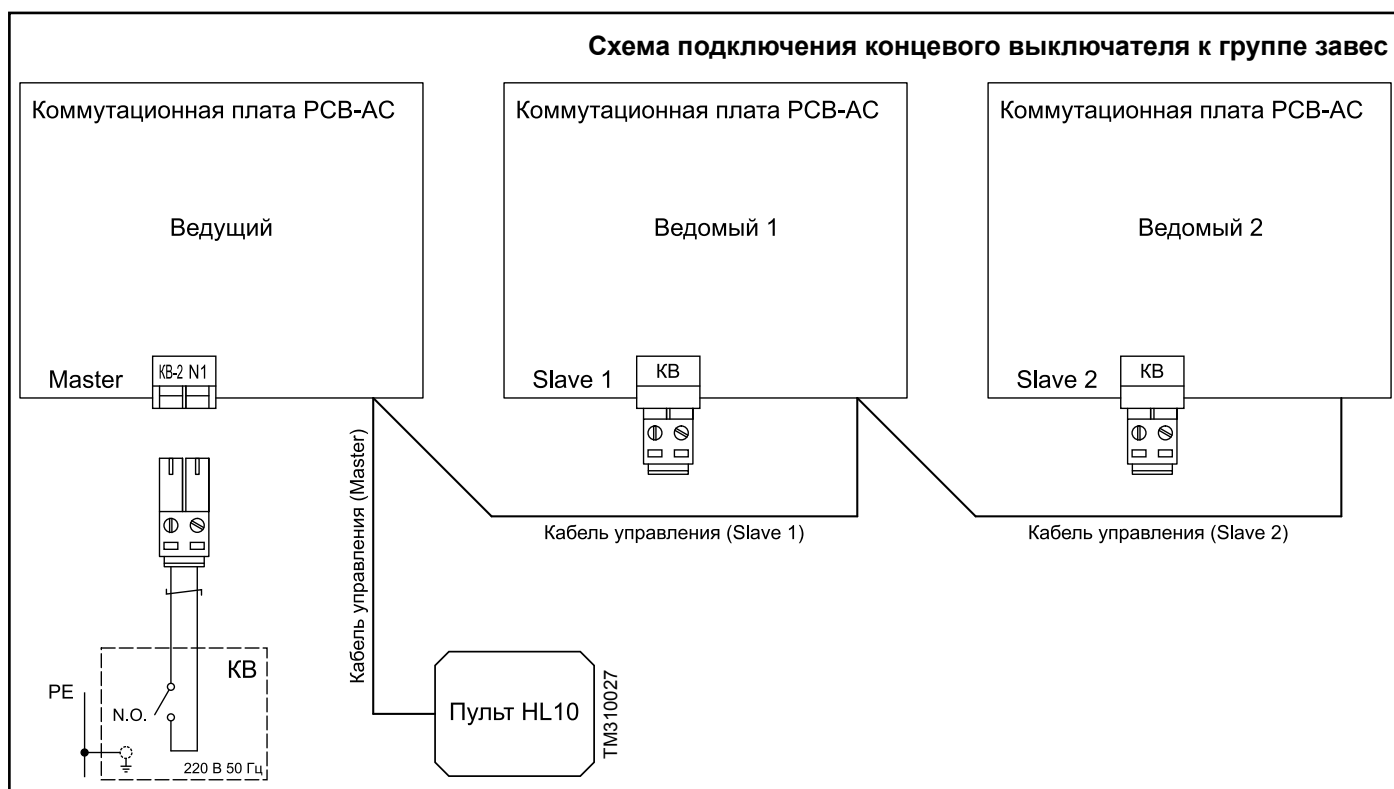 Схема подключения концевого выключателя к группе завес
Коммутационная плата PCB-AC
Ведущий
Master
КВ-2 N1
Коммутационная плата PCB-AC
Ведомый 1
Slave 1
КВ
Коммутационная плата PCB-AC
Ведомый 2
Slave 2
КВ
Кабель управления (Master)
Кабель управления (Slave 1)
Кабель управления (Slave 2)
КВ
PE
N.O.
220 В 50 Гц
Пульт HL10
TM310027